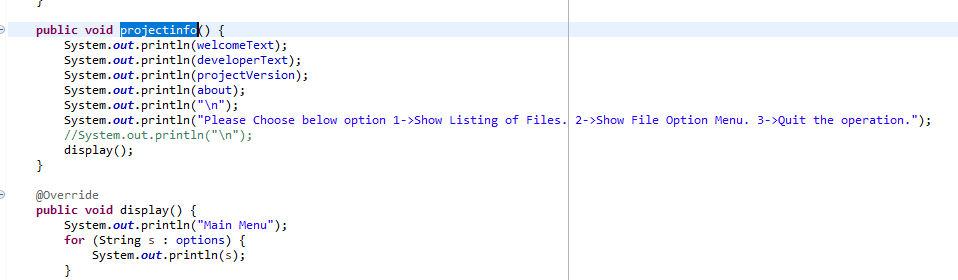 }
public void projectinfo() {
System.out.println(welcomeText);
System.out.println(developerText);
System.out.println(projectVersion);
System.out.println(about);
System.out.println("\n");
System.out.println("Please Choose below option 1->Show Listing of Files. 2->Show File Option Menu. 3->Quit the operation.");
//System.out.println("\n");
display();
}
@Override
public void display() {
System.out.println("Main Menu");
for (String s : options) {
System.out.println(s);
}